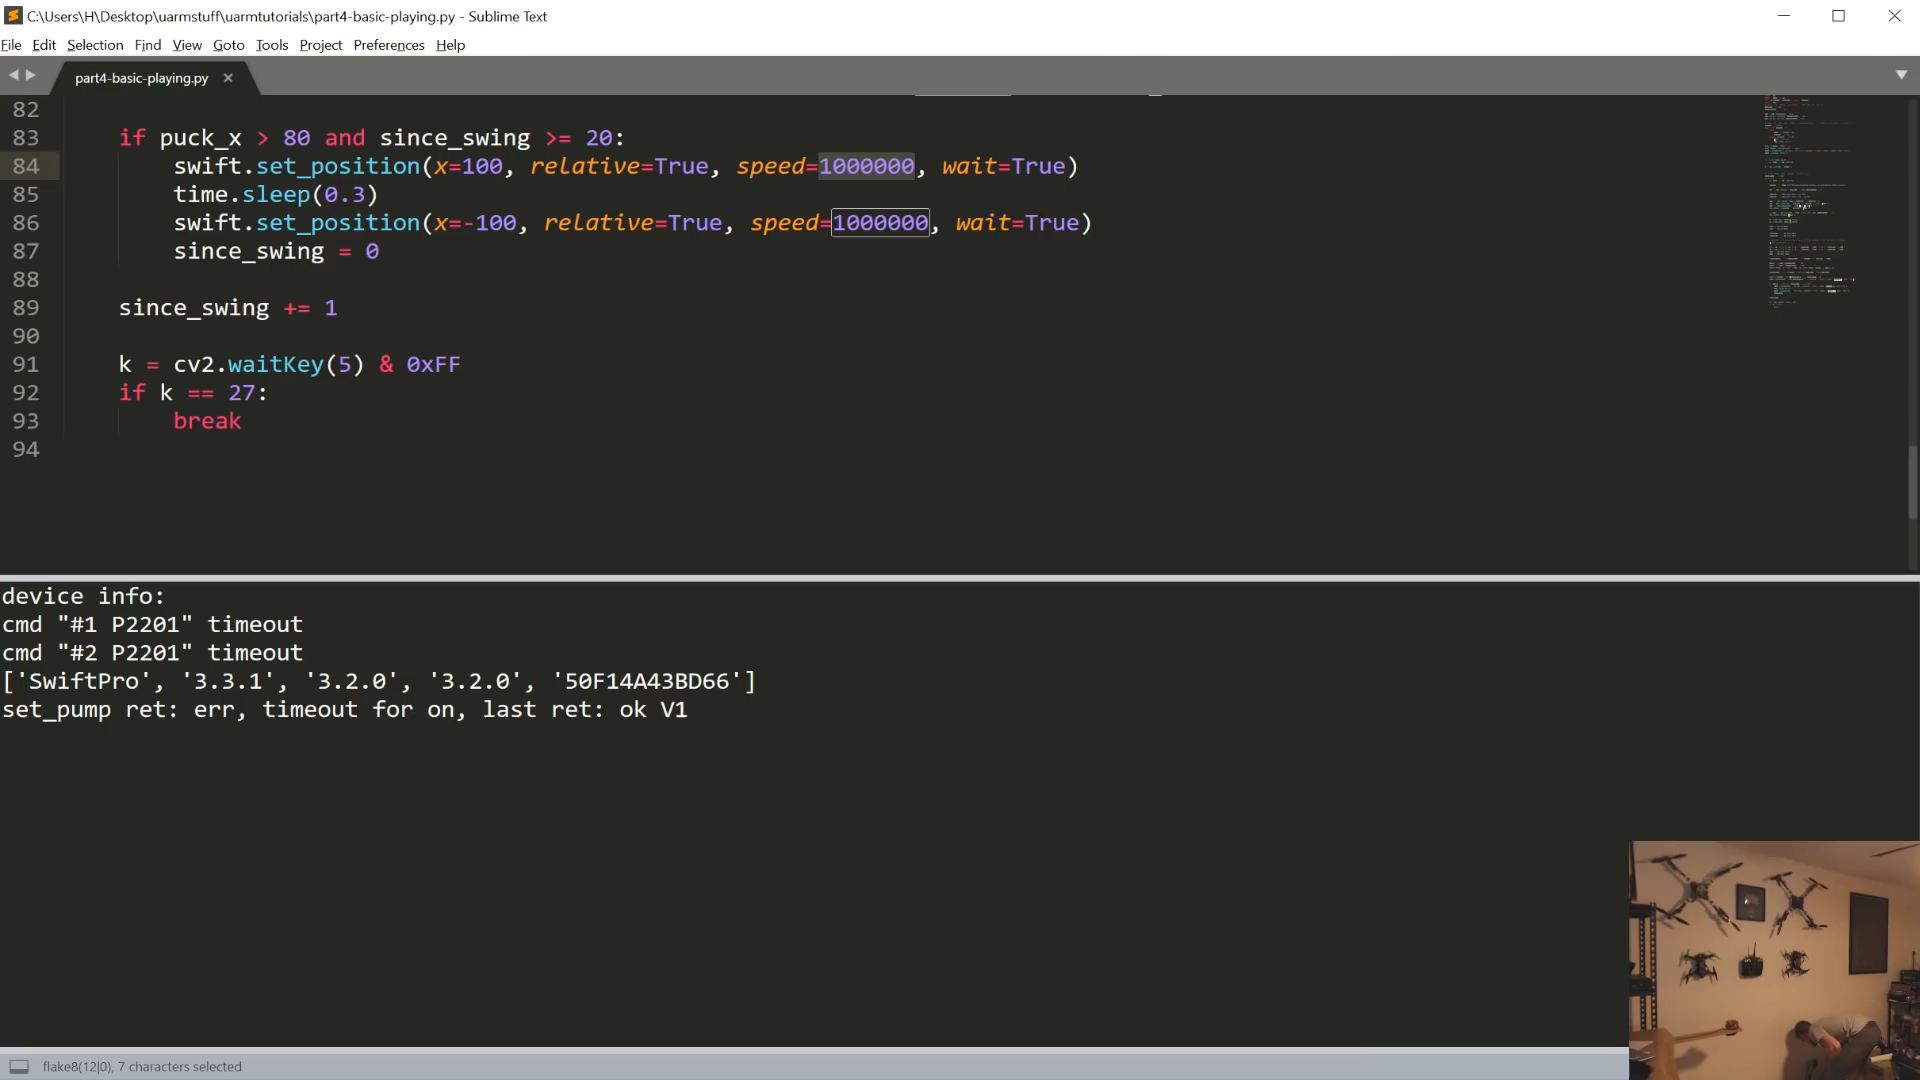 C:\Users\H\Desktop\uarmstuff\uarmtutorials\part4-basic-playing.py - Sublime Text
File Edit Selection Find View Goto Tools Project Preferences Help
part4-basic-playing.py
82
83 if puck_x > 80 and since_swing >= 20:
84 swift.set_position(x=100, relative=True, speed=1000000, wait=True)
85 time.sleep(0.3)
86 swift.set_position(x=-100, relative=True, speed=1000000, wait=True)
87 since_swing = 0
88
89 since_swing += 1
90
91 k = cv2.waitKey(5) & 0xFF
92 if k == 27:
93 break
94
device info:
cmd "#1 P2201" timeout
cmd "#2 P2201" timeout
['SwiftPro', '3.3.1', '3.2.0', '3.2.0', '50F14A43BD66']
set_pump ret: err, timeout for on, last ret: ok V1
flake8(12|0), 7 characters selected